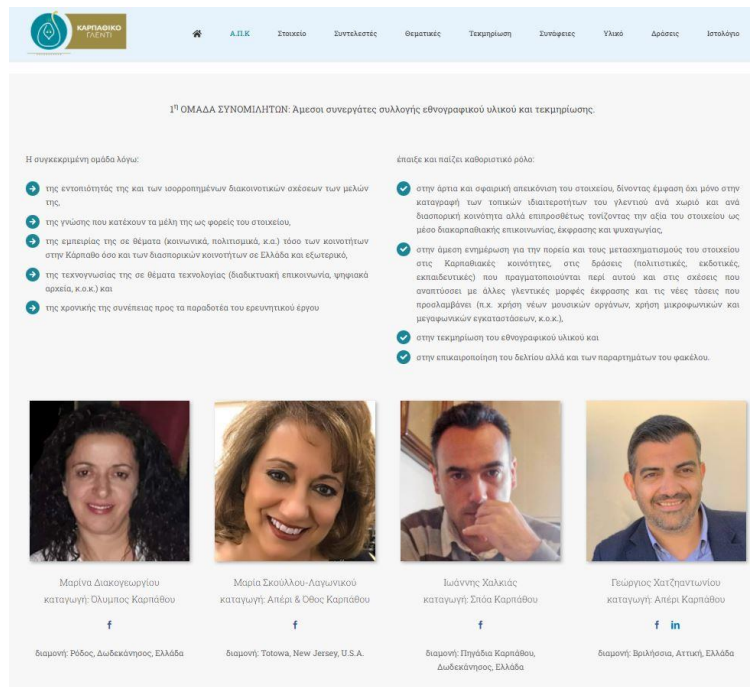 ΚΑΡΠΑΘΙΚΟ
ΓΛΕΝΤΙ
Α.Π.Κ Στοιχείο Συντελεστές Θεματικές Τεκμηρίωση Συνάφειες Υλικό Δράσεις Ιστολόγιο
1η ΟΜΑΔΑ ΣΥΝΟΜΙΛΗΤΩΝ: Άμεσοι συνεργάτες συλλογής εθνογραφικού υλικού και τεκμηρίωσης.
Η συγκεκριμένη ομάδα λόγω:
της εντοπιότητός της και των ισορροπημένων διακοινοτικών σχέσεων των μελών
της,
της γνώσης που κατέχουν τα μέλη της ως φορείς του στοιχείου,
της εμπειρίας της σε θέματα (κοινωνικά, πολιτισμικά, κ.α.) τόσο των κοινοτήτων
στην Κάρπαθο όσο και των διασπορικών κοινοτήτων σε Ελλάδα και εξωτερικό,
της τεχνογνωσίας της σε θέματα τεχνολογίας (διαδικτυακή επικοινωνία, ψηφιακά
αρχεία, κ.ο.κ.) και
της χρονικής της συνέπειας προς τα παραδοτέα του ερευνητικού έργου
έπαιξε και παίζει καθοριστικό ρόλο:
στην άρτια και σφαιρική απεικόνιση του στοιχείου, δίνοντας έμφαση όχι μόνο στην
καταγραφή των τοπικών ιδιαιτεροτήτων του γλεντιού ανά χωριό και ανά
διασπορική κοινότητα αλλά επιπροσθέτως τονίζοντας την αξία του στοιχείου ως
μέσο διακαρπαθιακής επικοινωνίας, έκφρασης και ψυχαγωγίας,
στην άμεση ενημέρωση για την πορεία και τους μετασχηματισμούς του στοιχείου
στις Καρπαθιακές κοινότητες, στις δράσεις (πολιτιστικές, εκδοτικές,
εκπαιδευτικές) που πραγματοποιούνται περί αυτού και στις σχέσεις που
αναπτύσσει με άλλες γλεντικές μορφές έκφρασης και τις νέες τάσεις που
προσλαμβάνει (π.χ. χρήση νέων μουσικών οργάνων, χρήση μικροφωνικών και
μεγαφωνικών εγκαταστάσεων, κ.ο.κ.),
στην τεκμηρίωση του εθνογραφικού υλικού και
στην επικαιροποίηση του δελτίου αλλά και των παραρτημάτων του φακέλου.
Μαρίνα Διακογεωργίου
καταγωγή: Όλυμπος Καρπάθου
f
διαμονή: Ρόδος, Δωδεκάνησος, Ελλάδα
Μαρία Σκούλλου-Λαγωνικού
καταγωγή: Απέρι & Όθος Καρπάθου
f
διαμονή: Totowa, New Jersey, U.S.A.
Ιωάννης Χαλκιάς
καταγωγή: Σπόα Καρπάθου
f
διαμονή: Πηγάδια Καρπάθου,
Δωδεκάνησος, Ελλάδα
Γεώργιος Χατζηαντωνίου
καταγωγή: Απέρι Καρπάθου
f in
διαμονή: Βριλήσσια, Αττική, Ελλάδα